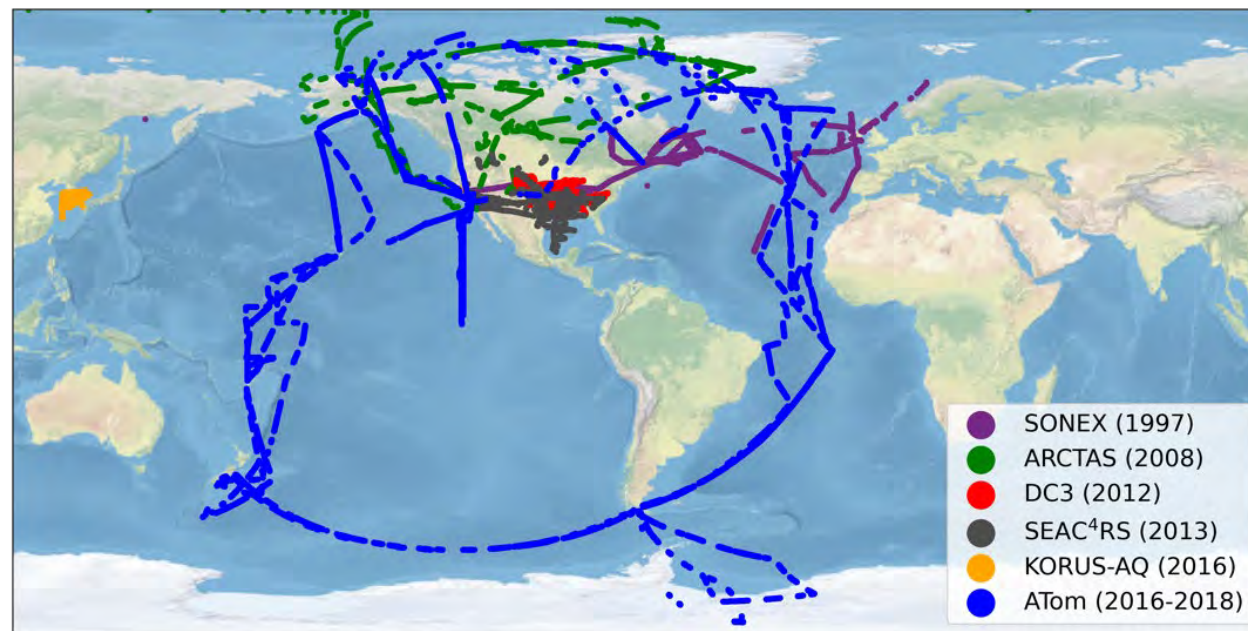 SONEX (1997)
ARCTAS (2008)
DC3 (2012)
SEAC⁴RS (2013)
KORUS-AQ (2016)
ATom (2016-2018)